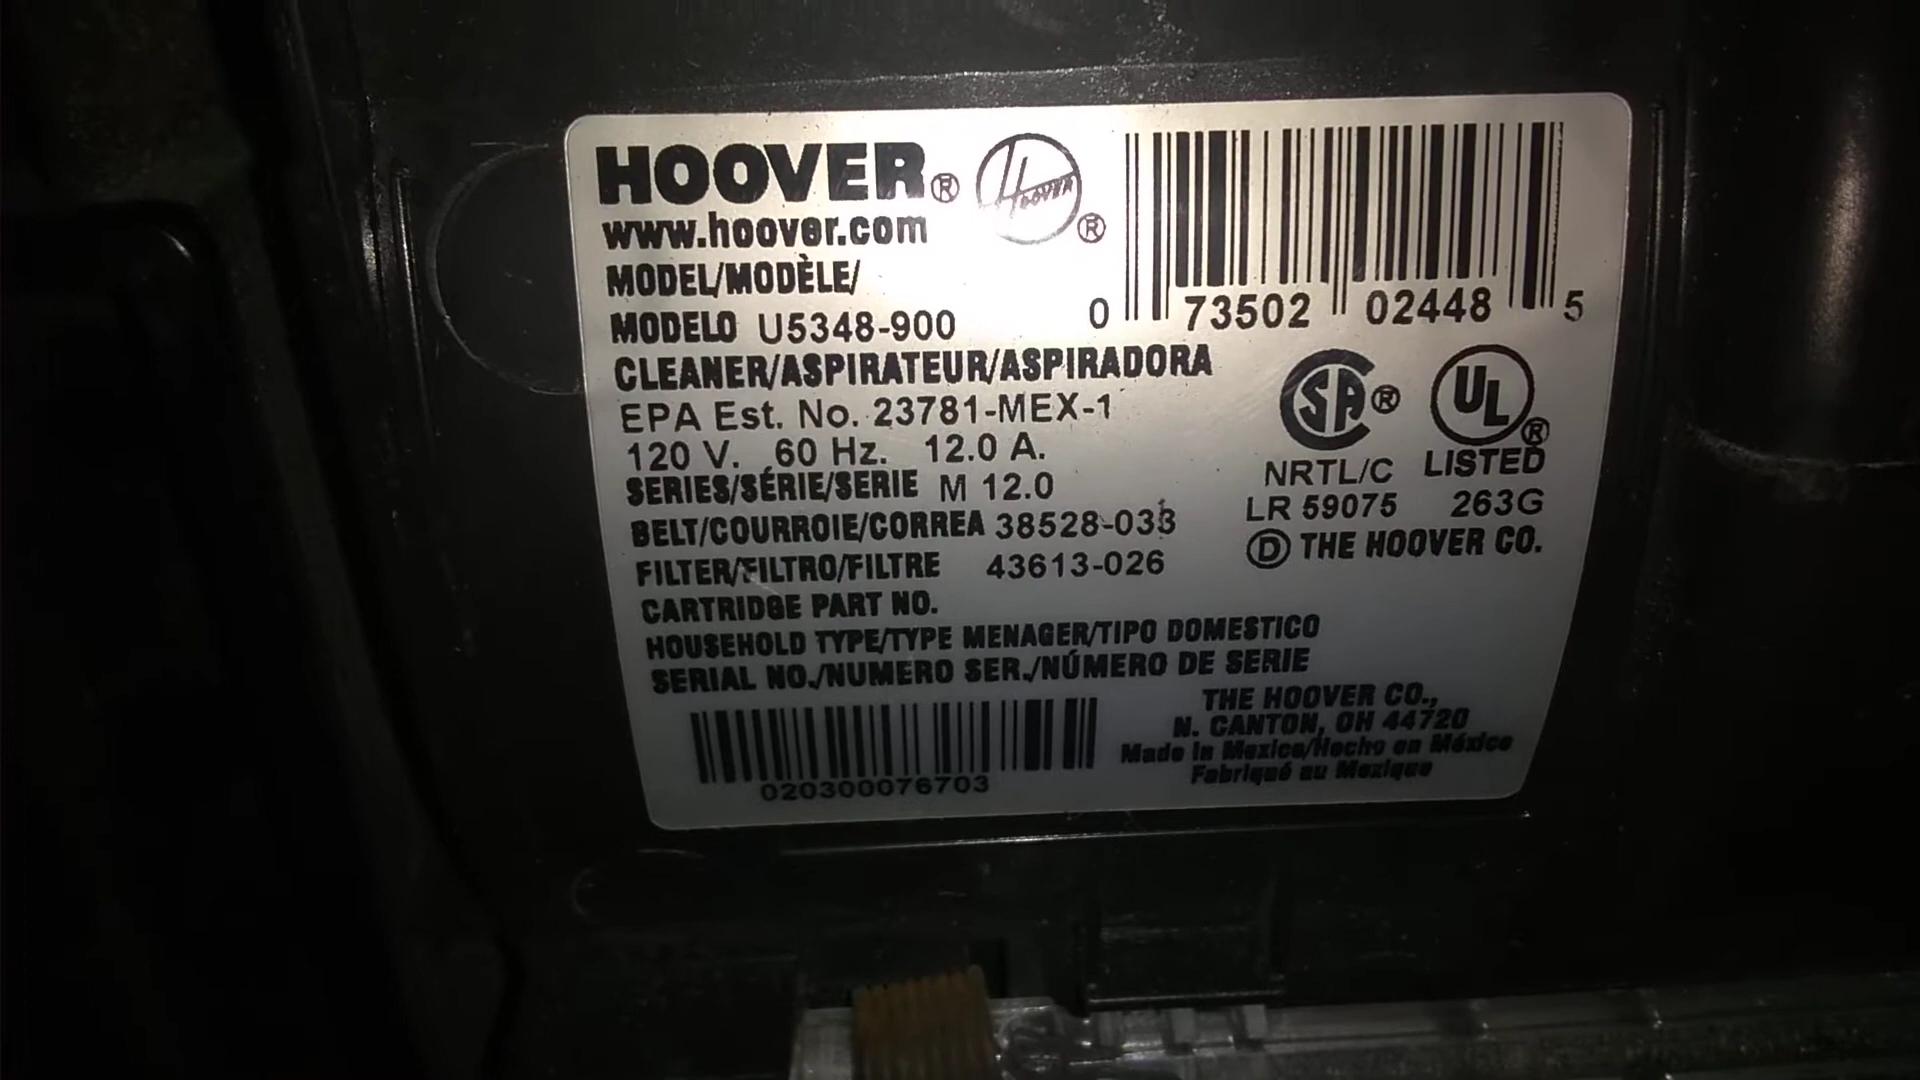 HOOVER® Hoover ®
www.hoover.com
MODEL/MODÈLE/
MODELO U5348-900
0 73502 02448 5
CLEANER/ASPIRATEUR/ASPIRADORA
EPA Est. No. 23781-MEX-1
120 V. 60 Hz. 12.0 A.
SERIES/SÉRIE/SERIE M 12.0
BELT/COURROIE/CORREA 38528-033
FILTER/FILTRO/FILTRE 43613-026
CARTRIDGE PART NO.
SA® UL®
NRTL/C LISTED
LR 59075 263G
D THE HOOVER CO.
HOUSEHOLD TYPE/TYPE MENAGER/TIPO DOMESTICO
SERIAL NO./NUMERO SER./NÚMERO DE SERIE
020300076703
THE HOOVER CO.,
N. CANTON, OH 44720
Made in Mexico/Hecho en México
Fabriqué au Mexique